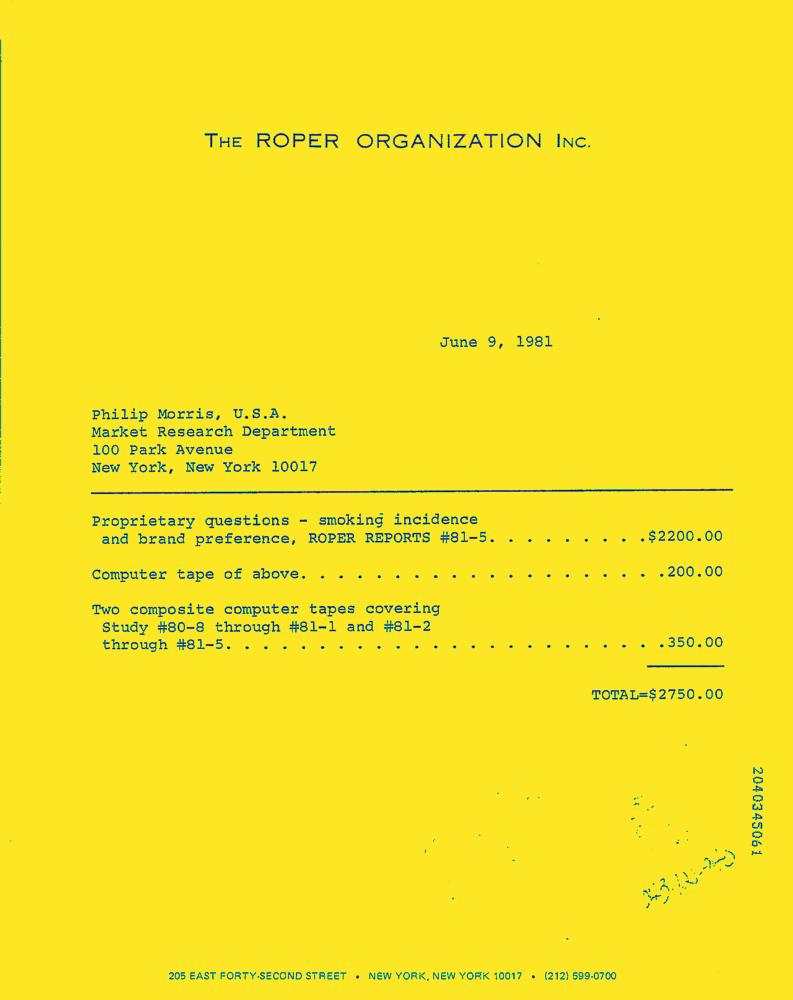 THE ROPER ORGANIZATION INC.
June 9, 1981
Philip Morris, U.S.A.
Market Research Department
100 Park Avenue
New York, New York 10017
Proprietary questions - smoking incidence
and brand preference, ROPER REPORTS #81-5. . . . . . . . . .$2200.00
Computer tape of above. . . . . . . . . . . . . . . . . . . . .200.00
Two composite computer tapes covering
Study #80-8 through #81-1 and #81-2
through #81-5. . . . . . . . . . . . . . . . . . . . . . . . .350.00
TOTAL=$2750.00
2040345061
205 EAST FORTY-SECOND STREET • NEW YORK, NEW YORK 10017 • (212) 599-0700